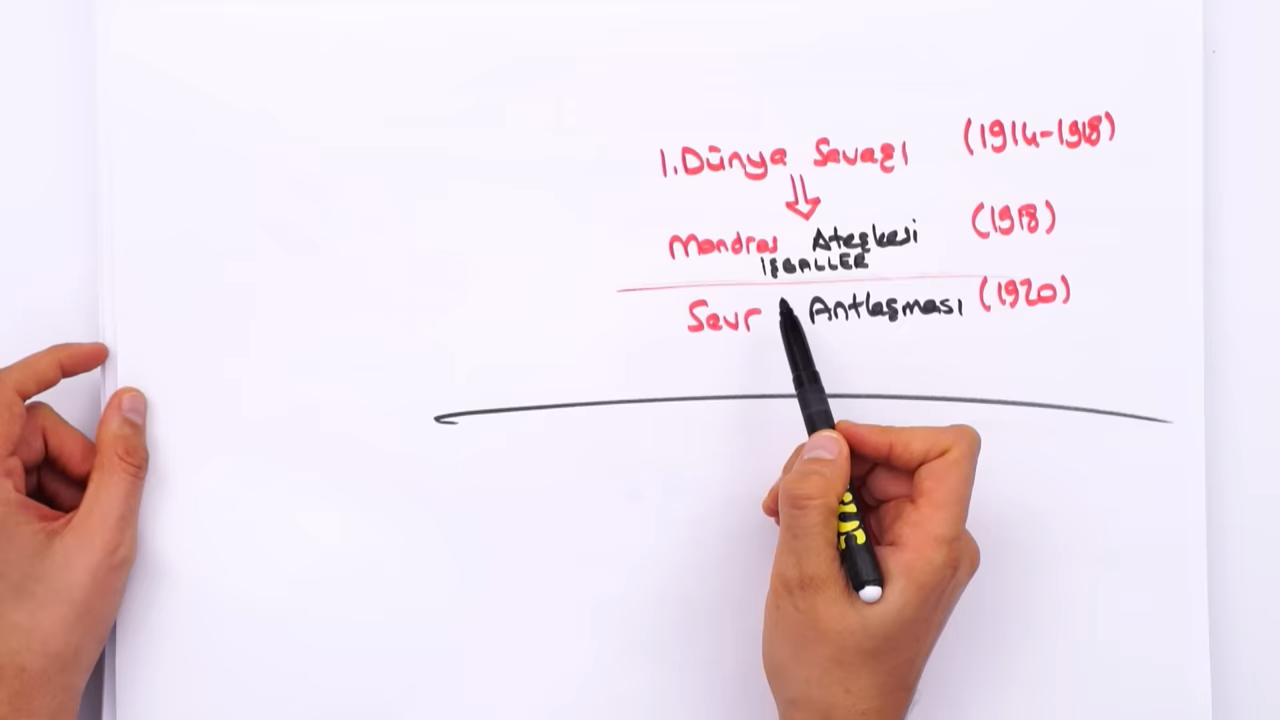 1.Dünya Savaşı (1914-1918)
Mondros Ateşkesi (1918)
İŞGALLER
Sevr Antlaşması (1920)